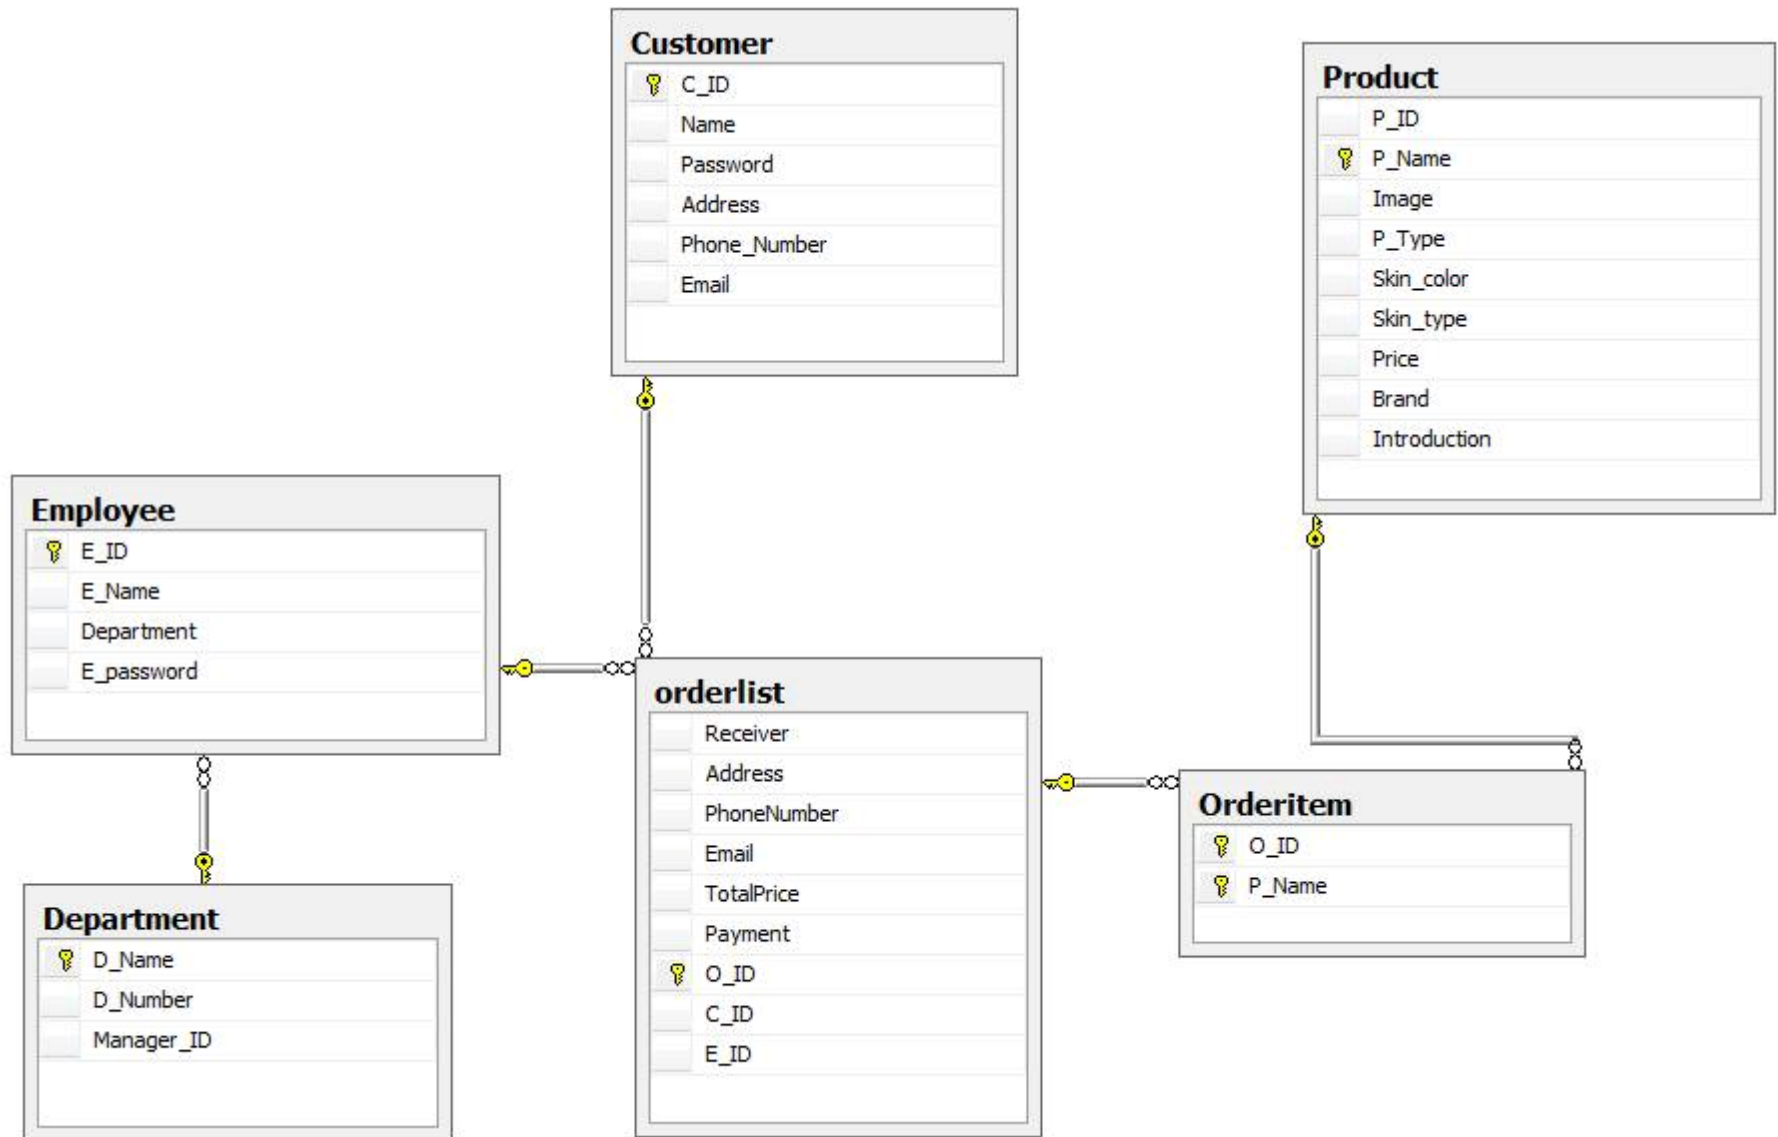 Customer
C_ID
Name
Password
Address
Phone_Number
Email
Product
P_ID
P_Name
Image
P_Type
Skin_color
Skin_type
Price
Brand
Introduction
Employee
E_ID
E_Name
Department
E_password
orderlist
Receiver
Address
PhoneNumber
Email
TotalPrice
Payment
O_ID
C_ID
E_ID
Orderitem
O_ID
P_Name
Department
D_Name
D_Number
Manager_ID